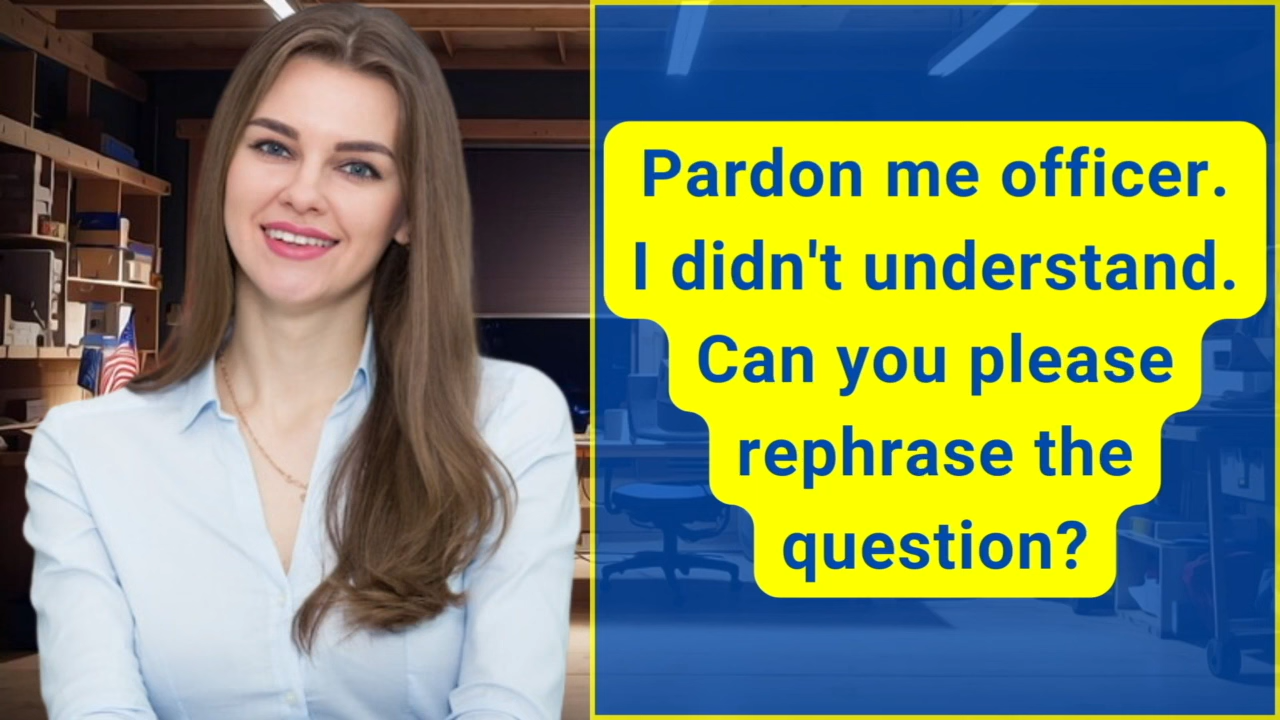 Pardon me officer.
I didn't understand.
Can you please
rephrase the
question?